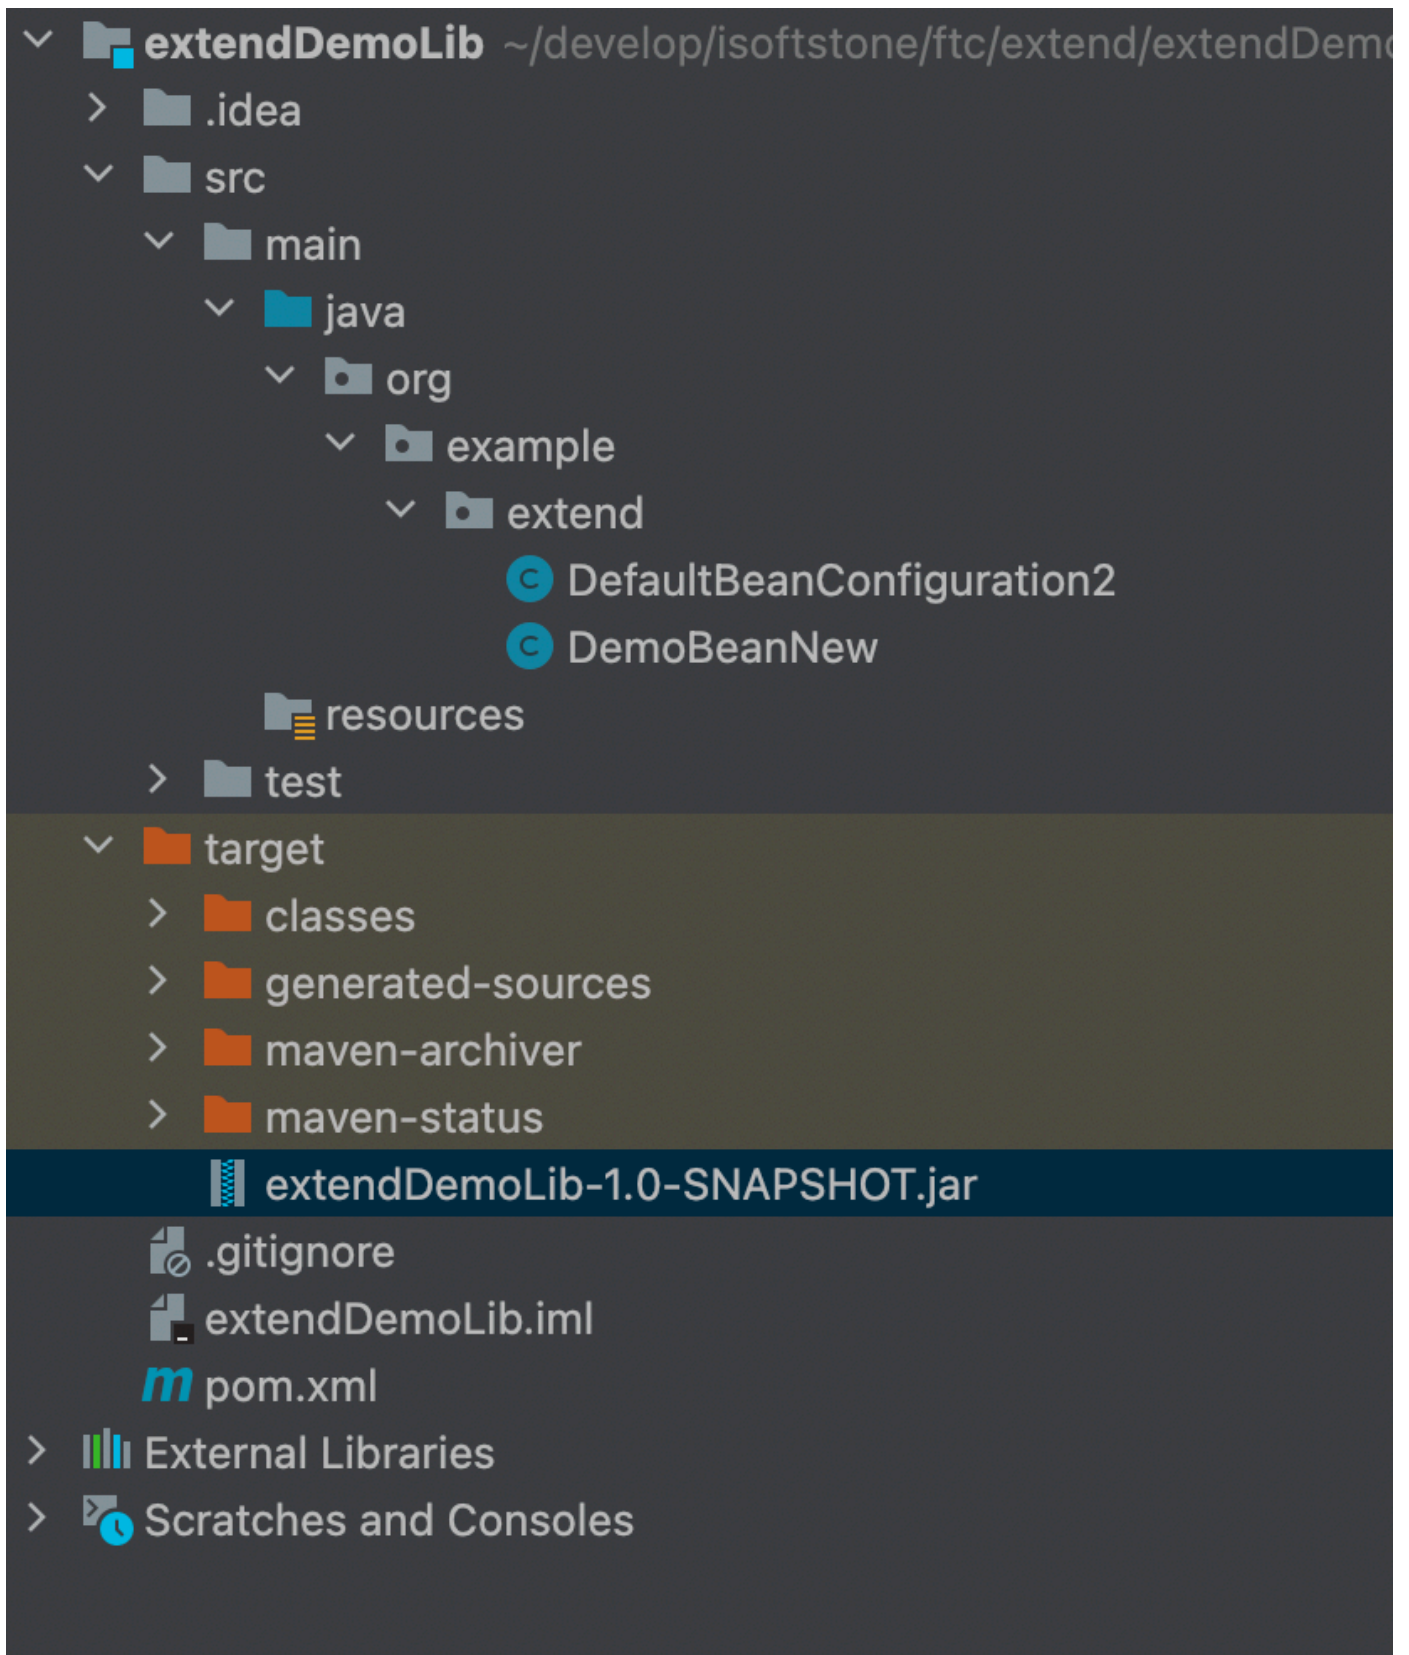 extendDemoLib ~/develop/isoftstone/ftc/extend/extendDemo
.idea
src
main
java
org
example
extend
DefaultBeanConfiguration2
DemoBeanNew
resources
test
target
classes
generated-sources
maven-archiver
maven-status
extendDemoLib-1.0-SNAPSHOT.jar
.gitignore
extendDemoLib.iml
pom.xml
External Libraries
Scratches and Consoles